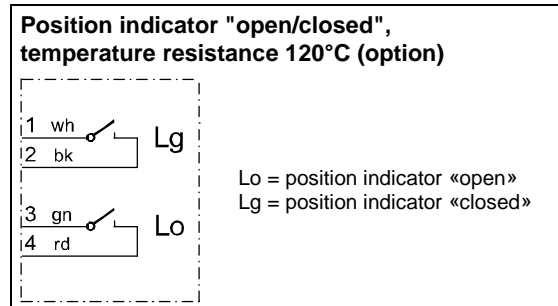 Position indicator "open/closed",
temperature resistance 120°C (option)
1 wh
Lg
2 bk
Lo = position indicator «open»
Lg = position indicator «closed»
3 gn
Lo
4 rd